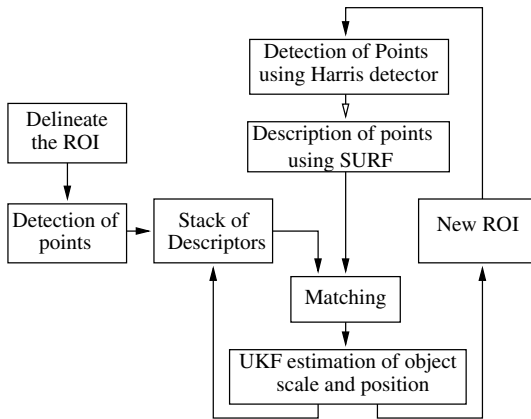 Detection of Points
using Harris detector
Delineate
the ROI
Description of points
using SURF
Detection of
points
Stack of
Descriptors
New ROI
Matching
UKF estimation of object
scale and position